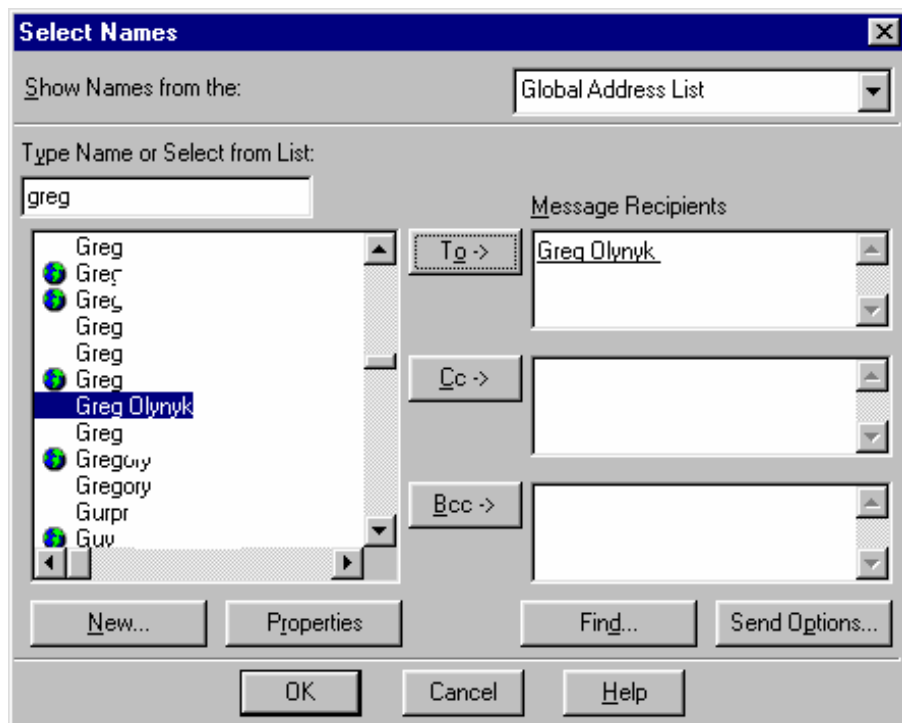 Select Names
Show Names from the:
Global Address List
Type Name or Select from List:
greg
Message Recipients
Greg
Greg
Greg
Greg
Greg
Greg
Greg Olynyk
Greg
Gregory
Gregory
Gurpr
Guy
To ->
Greg Olynyk
Cc ->
Bcc ->
New...
Properties
Find...
Send Options...
OK
Cancel
Help